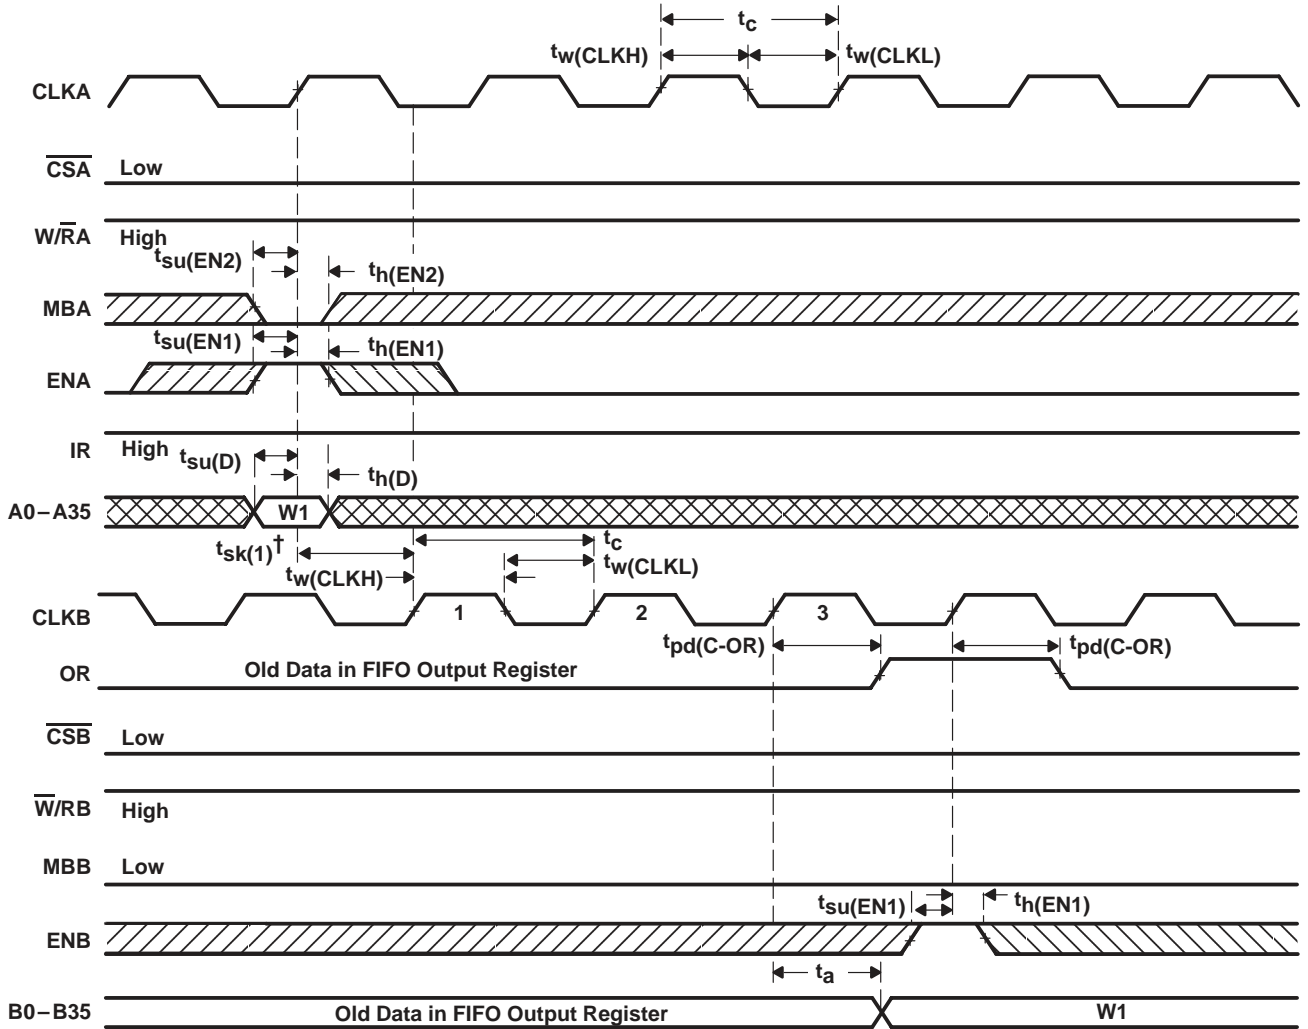 tc
tw(CLKH)
tw(CLKL)
CLKA
CSA
Low
W/RA
High
tsu(EN2)
th(EN2)
MBA
tsu(EN1)
th(EN1)
ENA
IR
High
tsu(D)
th(D)
A0–A35
W1
tsk(1)†
tc
tw(CLKH)
tw(CLKL)
CLKB
1
2
3
tpd(C-OR)
tpd(C-OR)
OR
Old Data in FIFO Output Register
CSB
Low
W/RB
High
MBB
Low
tsu(EN1)
th(EN1)
ENB
ta
B0–B35
Old Data in FIFO Output Register
W1